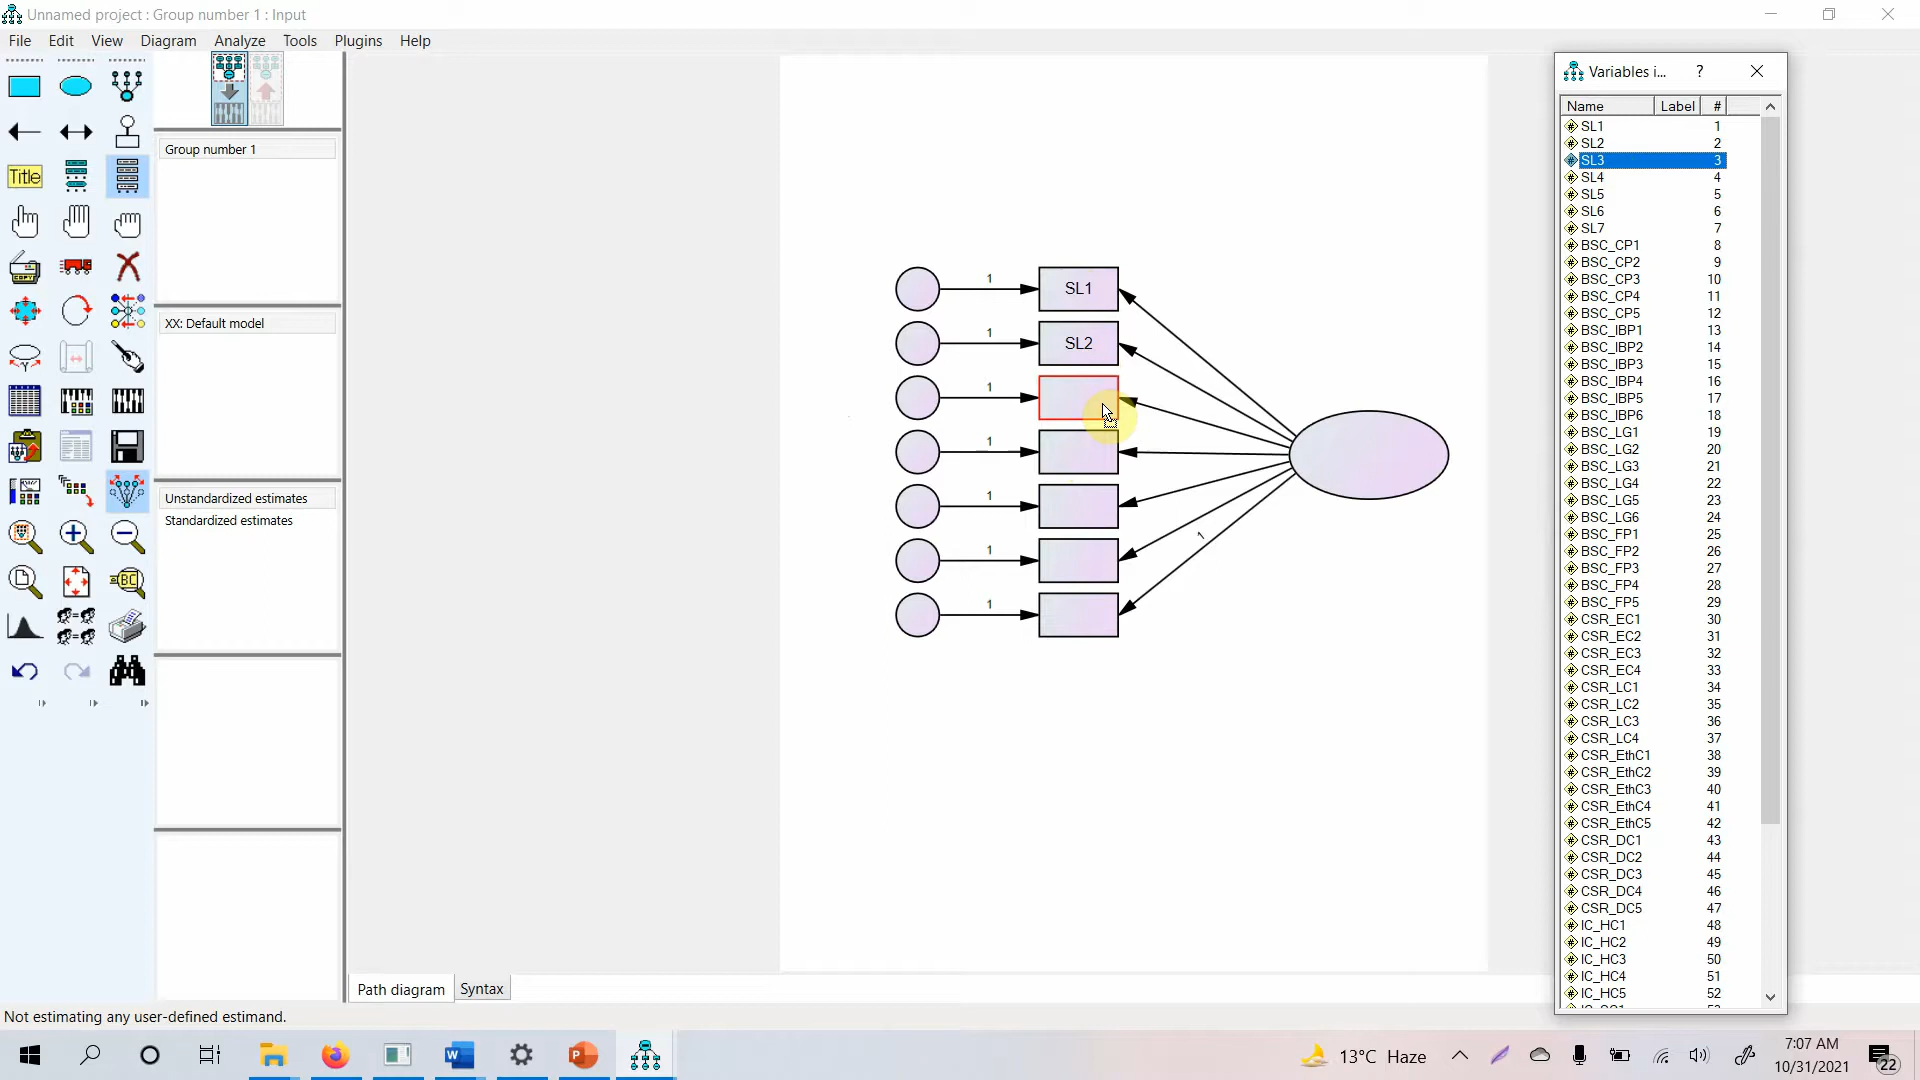 Unnamed project : Group number 1 : Input
File Edit View Diagram Analyze Tools Plugins Help
Title
COPY
BC
Group number 1
XX: Default model
Unstandardized estimates
Standardized estimates
1 SL1
1 SL2
1
1
1
1
1
1
Path diagram Syntax
Not estimating any user-defined estimand.
Variables i... ?
Name Label #
SL1 1
SL2 2
SL3 3
SL4 4
SL5 5
SL6 6
SL7 7
BSC_CP1 8
BSC_CP2 9
BSC_CP3 10
BSC_CP4 11
BSC_CP5 12
BSC_IBP1 13
BSC_IBP2 14
BSC_IBP3 15
BSC_IBP4 16
BSC_IBP5 17
BSC_IBP6 18
BSC_LG1 19
BSC_LG2 20
BSC_LG3 21
BSC_LG4 22
BSC_LG5 23
BSC_LG6 24
BSC_FP1 25
BSC_FP2 26
BSC_FP3 27
BSC_FP4 28
BSC_FP5 29
CSR_EC1 30
CSR_EC2 31
CSR_EC3 32
CSR_EC4 33
CSR_LC1 34
CSR_LC2 35
CSR_LC3 36
CSR_LC4 37
CSR_EthC1 38
CSR_EthC2 39
CSR_EthC3 40
CSR_EthC4 41
CSR_EthC5 42
CSR_DC1 43
CSR_DC2 44
CSR_DC3 45
CSR_DC4 46
CSR_DC5 47
IC_HC1 48
IC_HC2 49
IC_HC3 50
IC_HC4 51
IC_HC5 52
13°C Haze
7:07 AM
10/31/2021
22